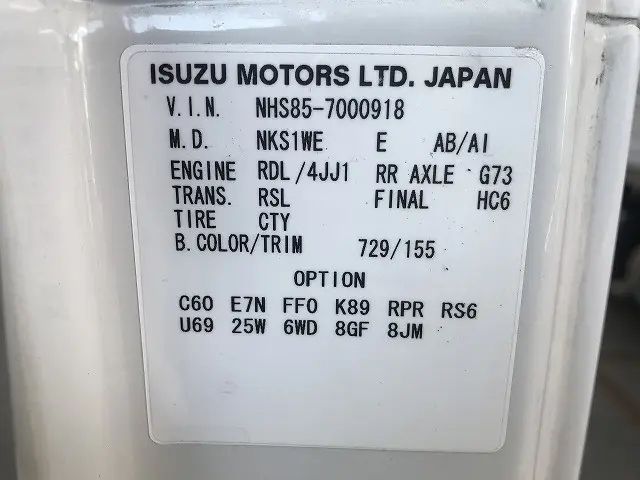 ISUZU MOTORS LTD. JAPAN
V.I.N. NHS85-7000918
M.D. NKS1WE E AB/AI
ENGINE RDL/4JJ1 RR AXLE G73
TRANS. RSL FINAL HC6
TIRE CTY
B.COLOR/TRIM 729/155
OPTION
C60 E7N FF0 K89 RPR RS6
U69 25W 6WD 8GF 8JM